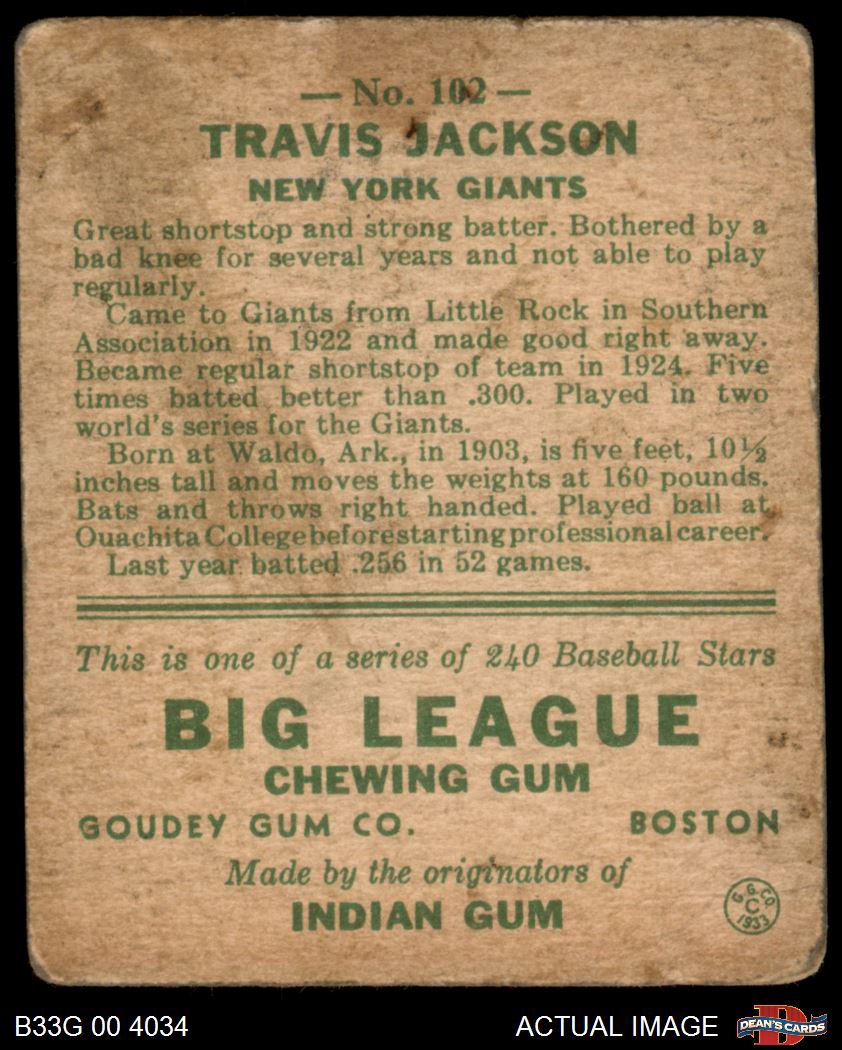 — No. 102 —
TRAVIS JACKSON
NEW YORK GIANTS
Great shortstop and strong batter. Bothered by a
bad knee for several years and not able to play
regularly.
Came to Giants from Little Rock in Southern
Association in 1922 and made good right away.
Became regular shortstop of team in 1924. Five
times batted better than .300. Played in two
world's series for the Giants.
Born at Waldo, Ark., in 1903, is five feet, 10½
inches tall and moves the weights at 160 pounds.
Bats and throws right handed. Played ball at
Ouachita College before starting professional career.
Last year batted .256 in 52 games.
This is one of a series of 240 Baseball Stars
BIG LEAGUE
CHEWING GUM
GOUDEY GUM CO. BOSTON
Made by the originators of
INDIAN GUM
G. G. CO.
C
1933
B33G 00 4034 ACTUAL IMAGE
D
DEAN'S CARDS